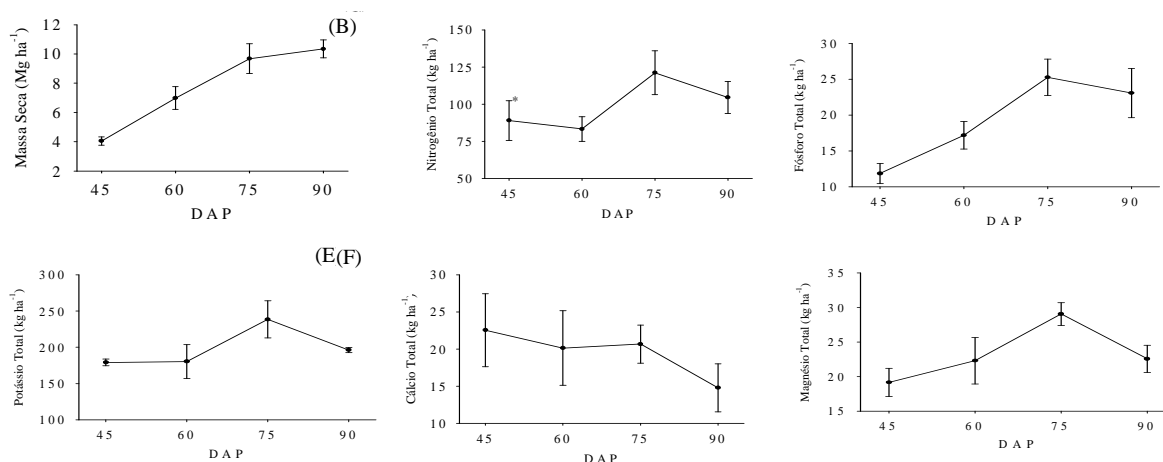 (B)
Massa Seca (Mg ha-1)
12
10
8
6
4
2
45 60 75 90
DAP
Nitrogênio Total (kg ha-1)
150
125
100
75
50
*
45 60 75 90
DAP
Fósforo Total (kg ha-1)
30
25
20
15
10
45 60 75 90
DAP
(E(F)
Potássio Total (kg ha-1)
300
250
200
150
100
45 60 75 90
DAP
Cálcio Total (kg ha-1;
30
25
20
15
10
45 60 75 90
DAP
Magnésio Total (kg ha-1)
35
30
25
20
15
45 60 75 90
DAP